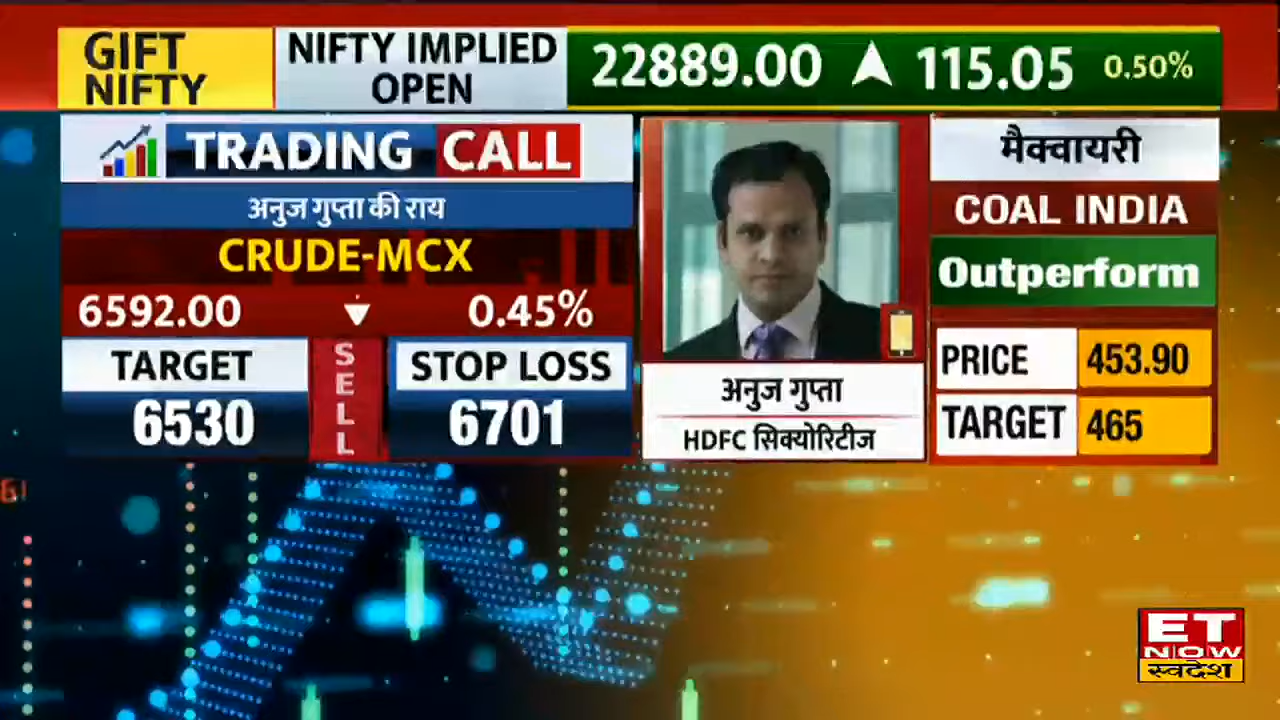 GIFT
NIFTY
NIFTY IMPLIED
OPEN
22889.00
115.05
0.50%
TRADING CALL
अनुज गुप्ता की राय
CRUDE-MCX
6592.00
0.45%
TARGET
6530
SELL
STOP LOSS
6701
अनुज गुप्ता
HDFC सिक्योरिटीज
मैक्वायरी
COAL INDIA
Outperform
PRICE
453.90
TARGET
465
ET
NOW
स्वदेश